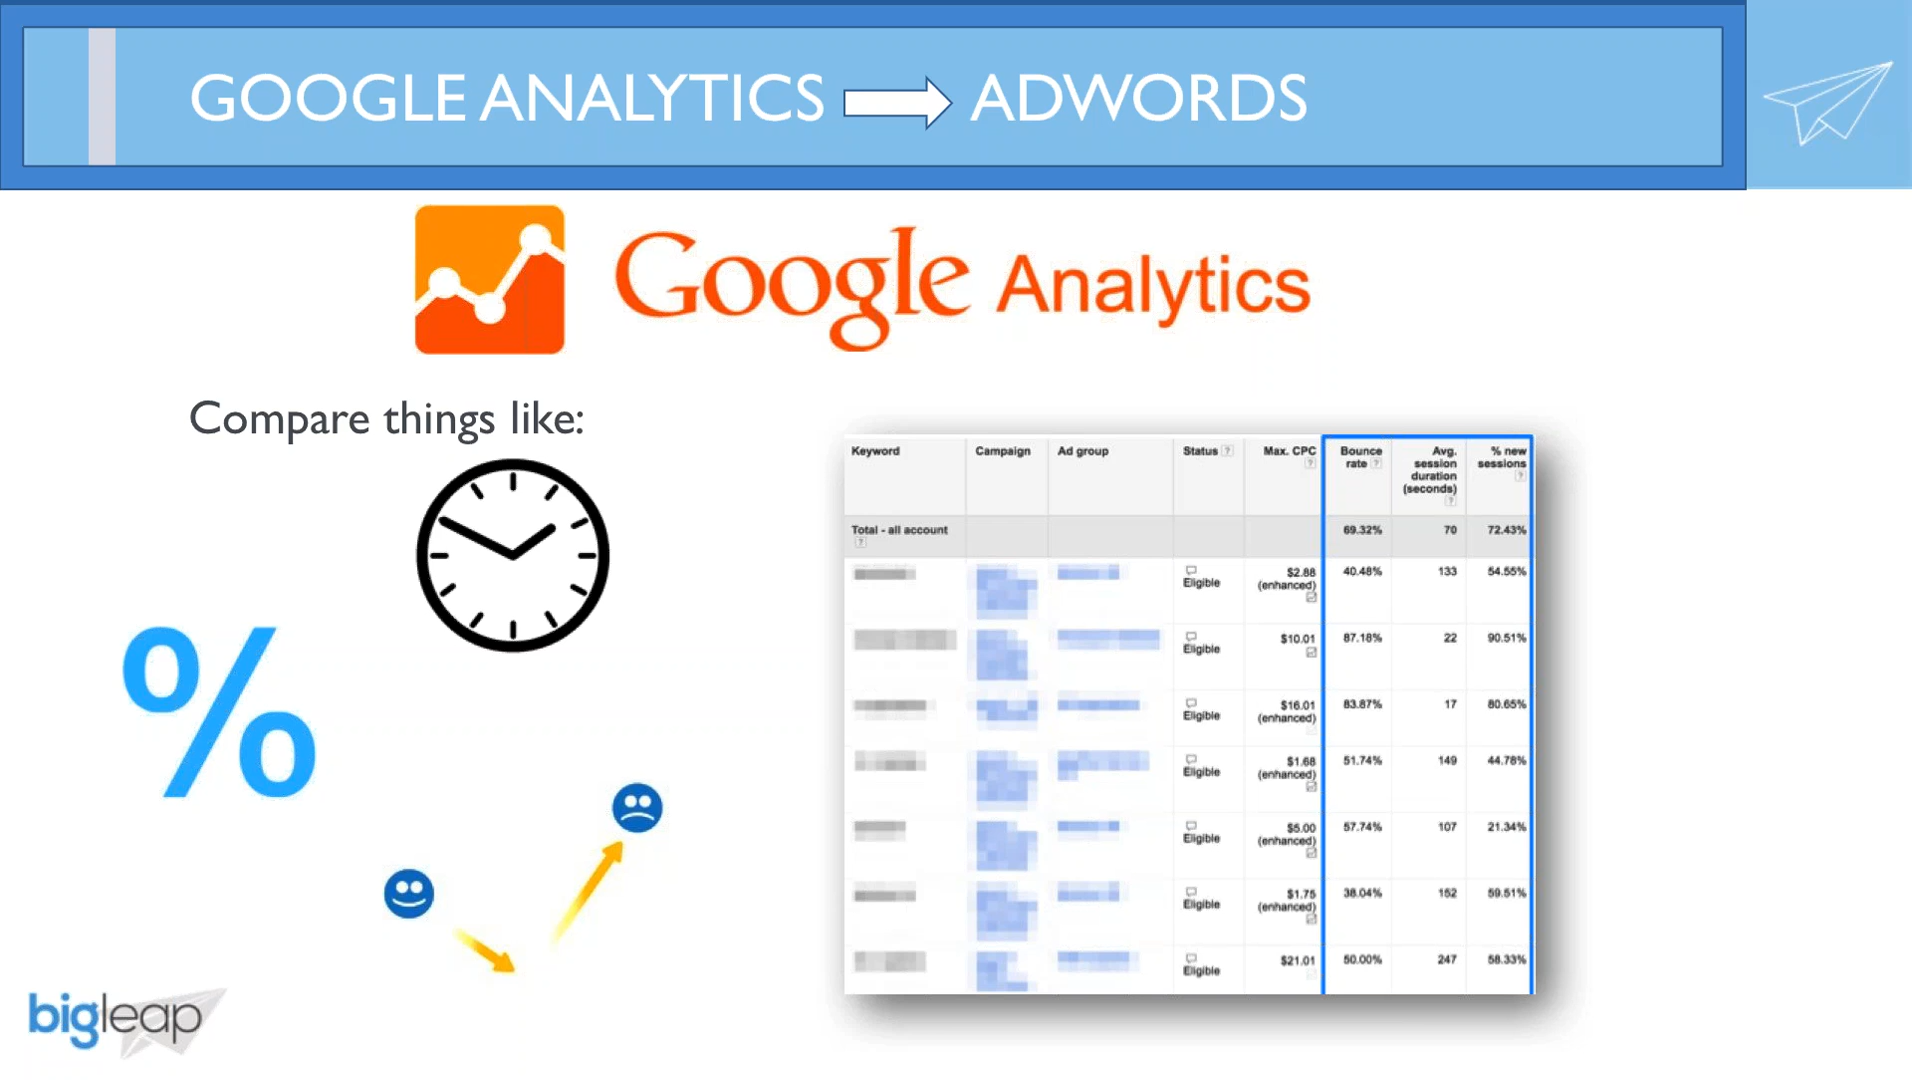 GOOGLE ANALYTICS ADWORDS
Google Analytics
Compare things like:
%
Keyword Campaign Ad group Status ? Max. CPC ? Bounce rate ? Avg. session duration (seconds) ? % new sessions ?
Total - all account ? 69.32% 70 72.43%
Eligible $2.88 (enhanced) 40.48% 133 54.55%
Eligible $10.01 87.18% 22 90.51%
Eligible $16.01 (enhanced) 83.87% 17 80.65%
Eligible $1.68 (enhanced) 51.74% 149 44.78%
Eligible $5.00 (enhanced) 57.74% 107 21.34%
Eligible $1.75 (enhanced) 38.04% 152 59.51%
Eligible $21.01 50.00% 247 58.33%
bigleap